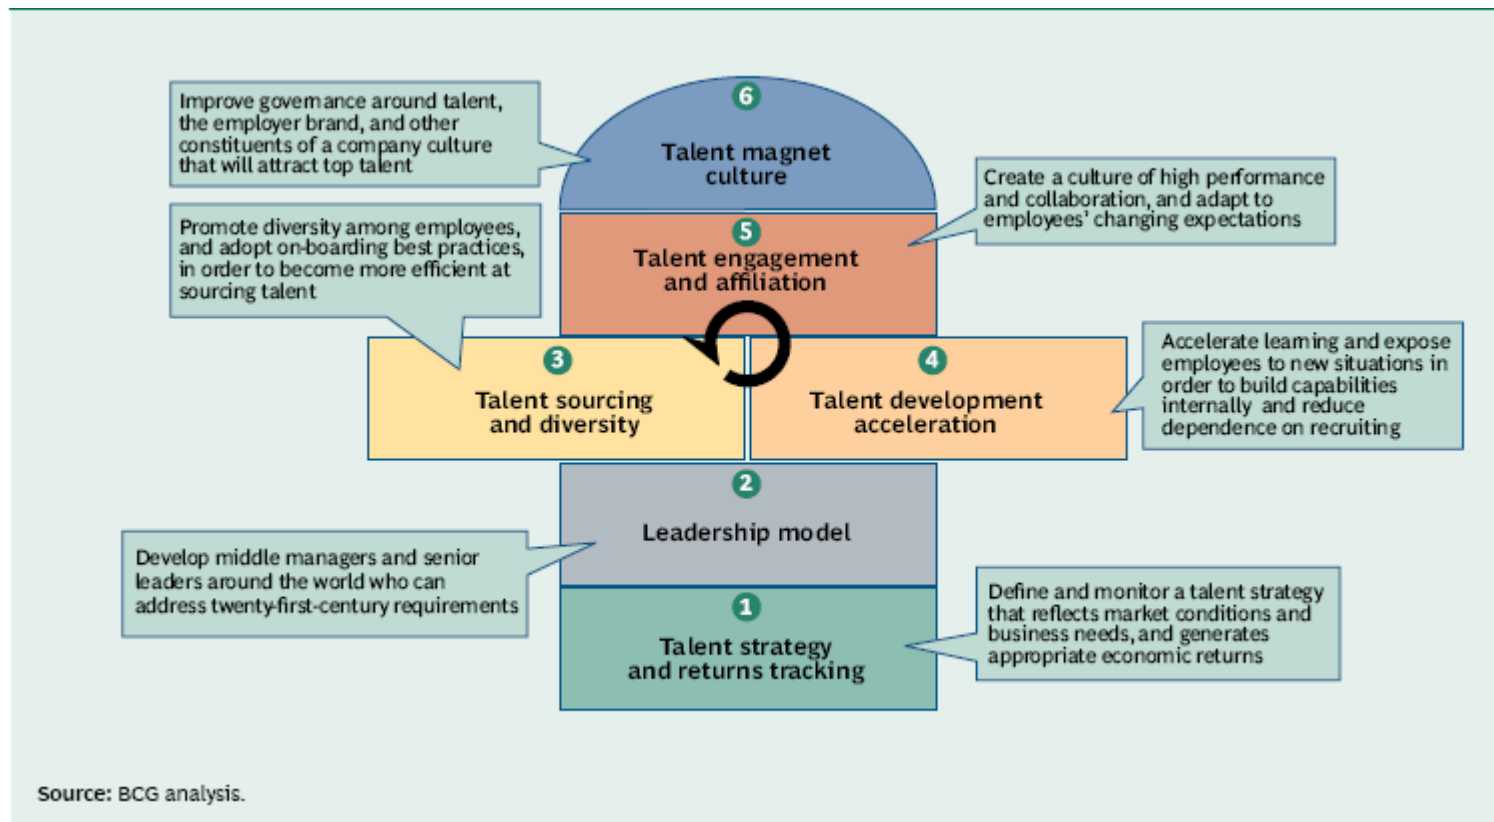 Improve governance around talent,
the employer brand, and other
constituents of a company culture
that will attract top talent
6
Talent magnet
culture
Create a culture of high performance
and collaboration, and adapt to
employees' changing expectations
Promote diversity among employees,
and adopt on-boarding best practices,
in order to become more efficient at
sourcing talent
5
Talent engagement
and affiliation
3
Talent sourcing
and diversity
4
Talent development
acceleration
Accelerate learning and expose
employees to new situations in
order to build capabilities
internally and reduce
dependence on recruiting
2
Leadership model
Develop middle managers and senior
leaders around the world who can
address twenty-first-century requirements
1
Talent strategy
and returns tracking
Define and monitor a talent strategy
that reflects market conditions and
business needs, and generates
appropriate economic returns
Source: BCG analysis.